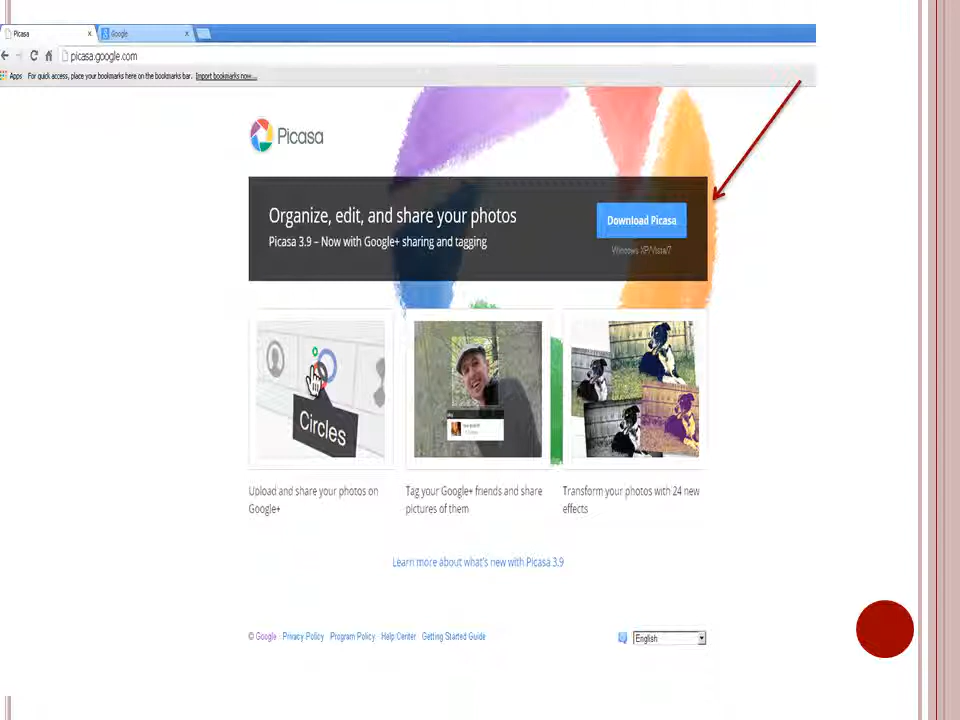 Picasa
Google
picasa.google.com
Apps For quick access, place your bookmarks here on the bookmarks bar. Import bookmarks now...
Picasa
Organize, edit, and share your photos
Picasa 3.9 – Now with Google+ sharing and tagging
Download Picasa
Windows XP/Vista/7
Circles
Upload and share your photos on
Google+
Tag your Google+ friends and share
pictures of them
Transform your photos with 24 new
effects
Learn more about what's new with Picasa 3.9
© Google Privacy Policy Program Policy Help Center Getting Started Guide
English